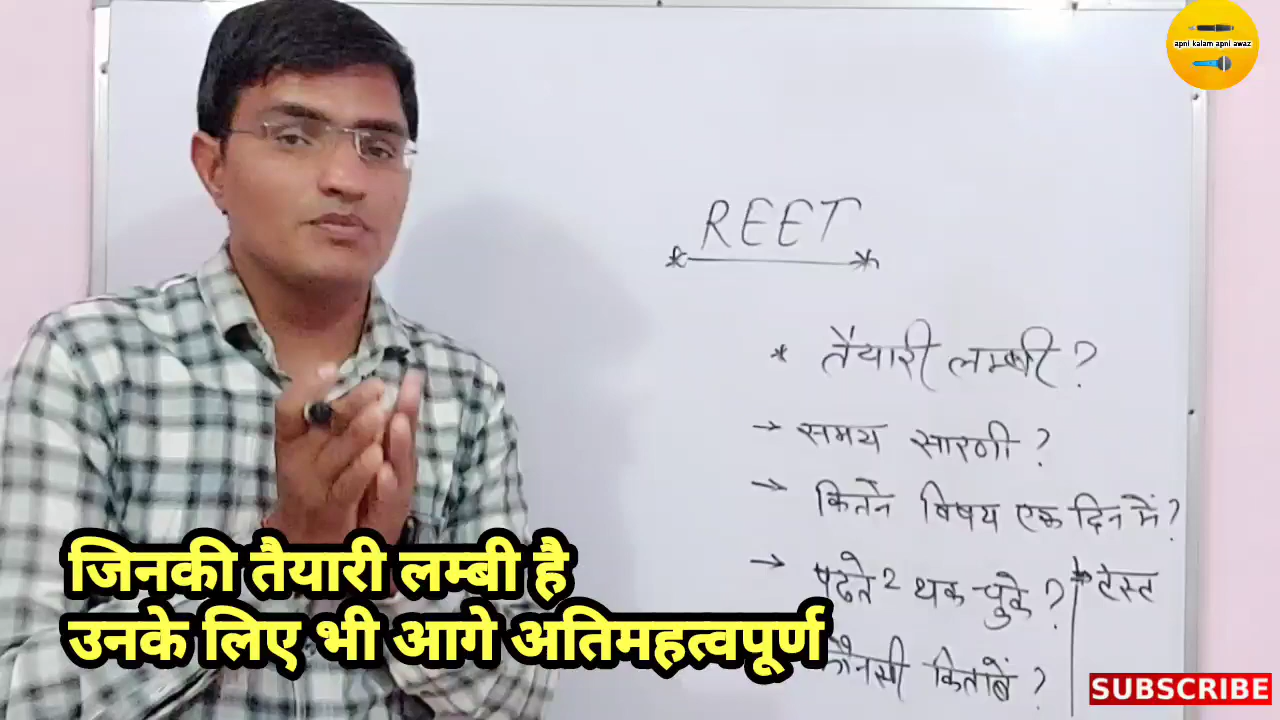 apni kalam apni awaz
REET
* तैयारी लम्बी ?
→ समय सारणी ?
→ कितने विषय एक दिन में ?
→ पढते 2 थक चुके ?
→ टेस्ट
कौनसी किताबें ?
जिनकी तैयारी लम्बी है
उनके लिए भी आगे अतिमहत्वपूर्ण
SUBSCRIBE